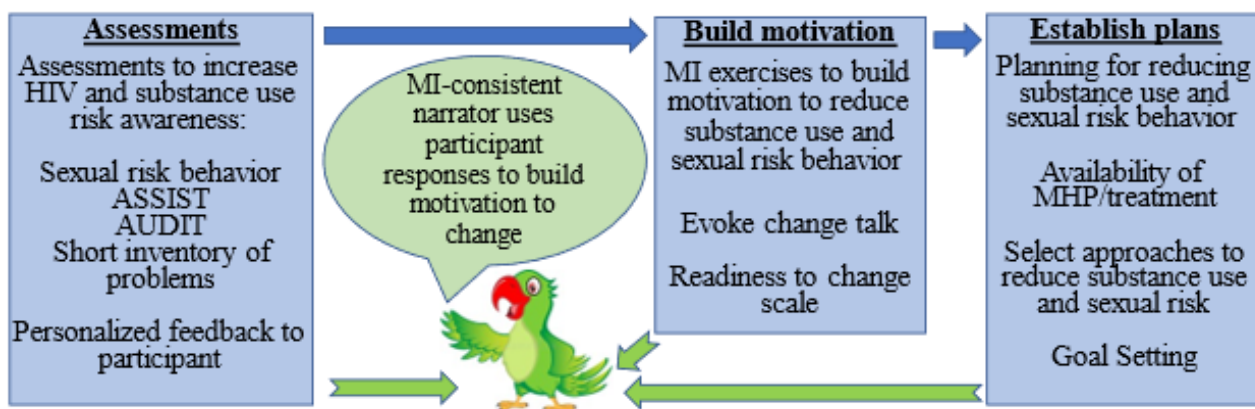 Assessments
Assessments to increase
HIV and substance use
risk awareness:
Sexual risk behavior
ASSIST
AUDIT
Short inventory of
problems
Personalized feedback to
participant
MI-consistent
narrator uses
participant
responses to build
motivation to
change
Build motivation
MI exercises to build
motivation to reduce
substance use and
sexual risk behavior
Evoke change talk
Readiness to change
scale
Establish plans
Planning for reducing
substance use and
sexual risk behavior
Availability of
MHP/treatment
Select approaches to
reduce substance use
and sexual risk
Goal Setting